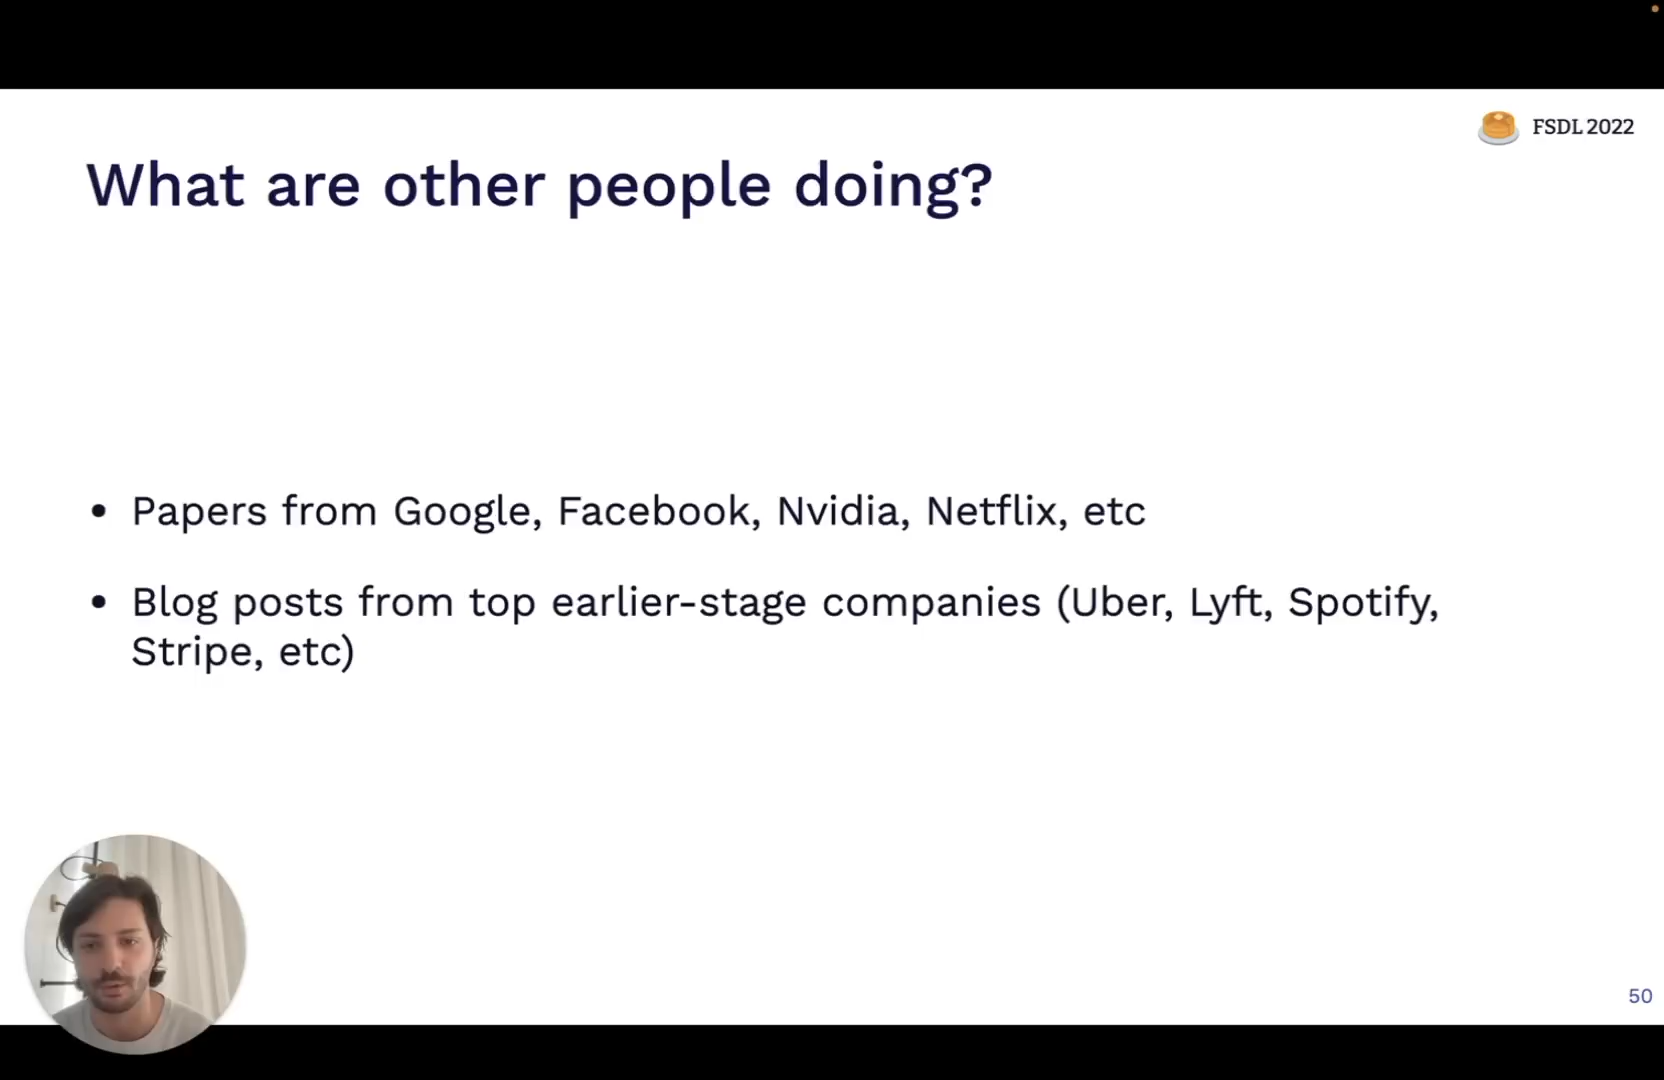 FSDL 2022
What are other people doing?
• Papers from Google, Facebook, Nvidia, Netflix, etc
• Blog posts from top earlier-stage companies (Uber, Lyft, Spotify,
Stripe, etc)
50